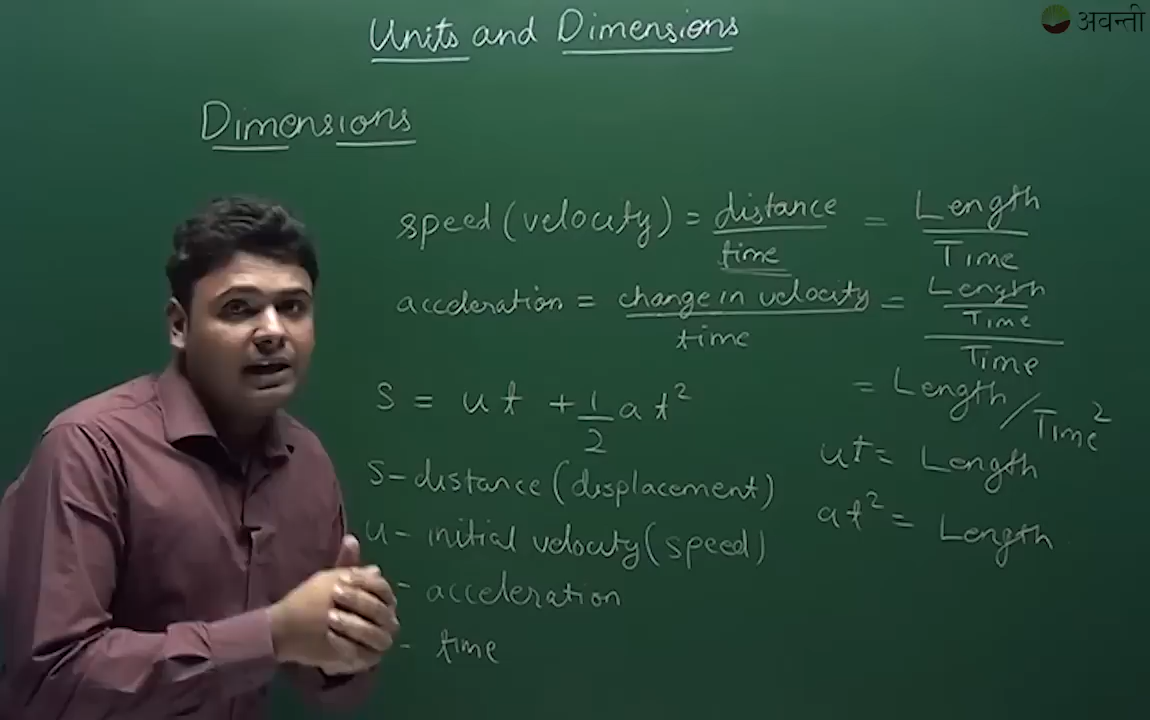 अवन्ती
Units and Dimensions
Dimensions
speed (velocity) = distance / time = Length / Time
acceleration = change in velocity / time = Length / Time / Time
= Length / Time²
S = ut + 1/2 at²
ut = Length
S - distance (displacement)
at² = Length
u - initial velocity (speed)
- acceleration
- time